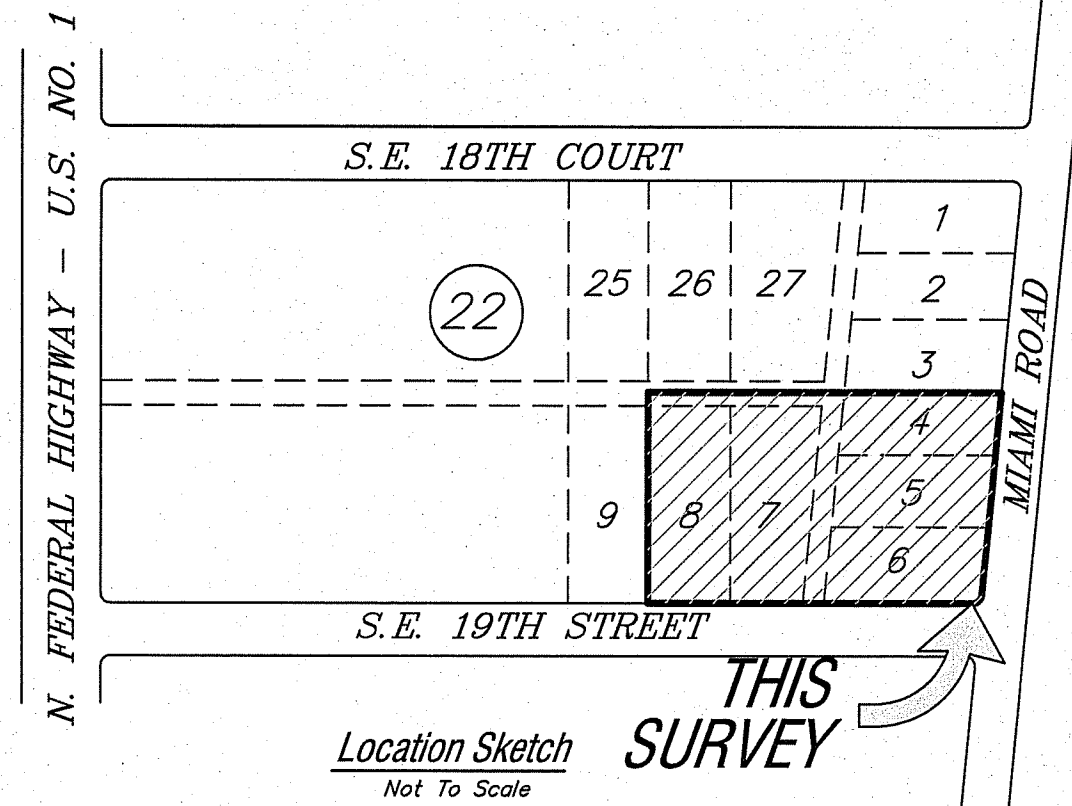 N. FEDERAL HIGHWAY - U.S. NO. 1
S.E. 18TH COURT
1
2
3
25 26 27
22
MIAMI ROAD
4
5
6
9 8 7
S.E. 19TH STREET
THIS
SURVEY
Location Sketch
Not To Scale